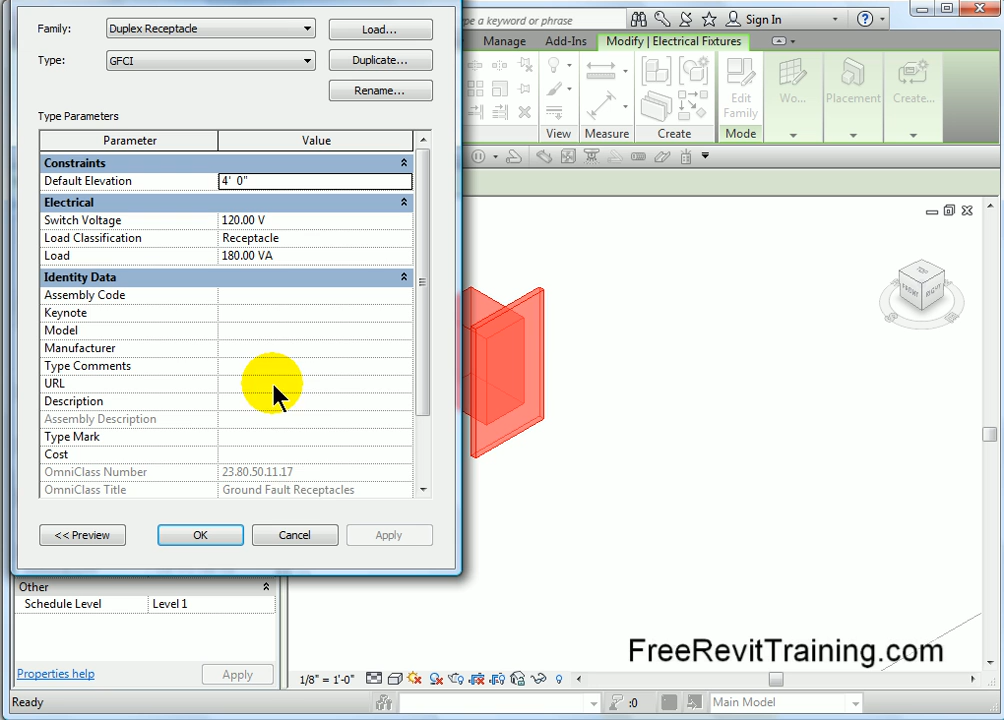 Family:
Duplex Receptacle
Load...
Type:
GFCI
Duplicate...
Rename...
Type Parameters
Parameter
Value
Constraints
Default Elevation
4' 0"
Electrical
Switch Voltage
120.00 V
Load Classification
Receptacle
Load
180.00 VA
Identity Data
Assembly Code
Keynote
Model
Manufacturer
Type Comments
URL
Description
Assembly Description
Type Mark
Cost
OmniClass Number
23.80.50.11.17
OmniClass Title
Ground Fault Receptacles
<< Preview
OK
Cancel
Apply
Other
Schedule Level
Level 1
Properties help
Apply
Ready
Type a keyword or phrase
Sign In
Manage
Add-Ins
Modify | Electrical Fixtures
View
Measure
Create
Edit
Family
Mode
Wo...
Placement
Create...
TOP
FRONT
RIGHT
FreeRevitTraining.com
1/8" = 1'-0"
:0
Main Model